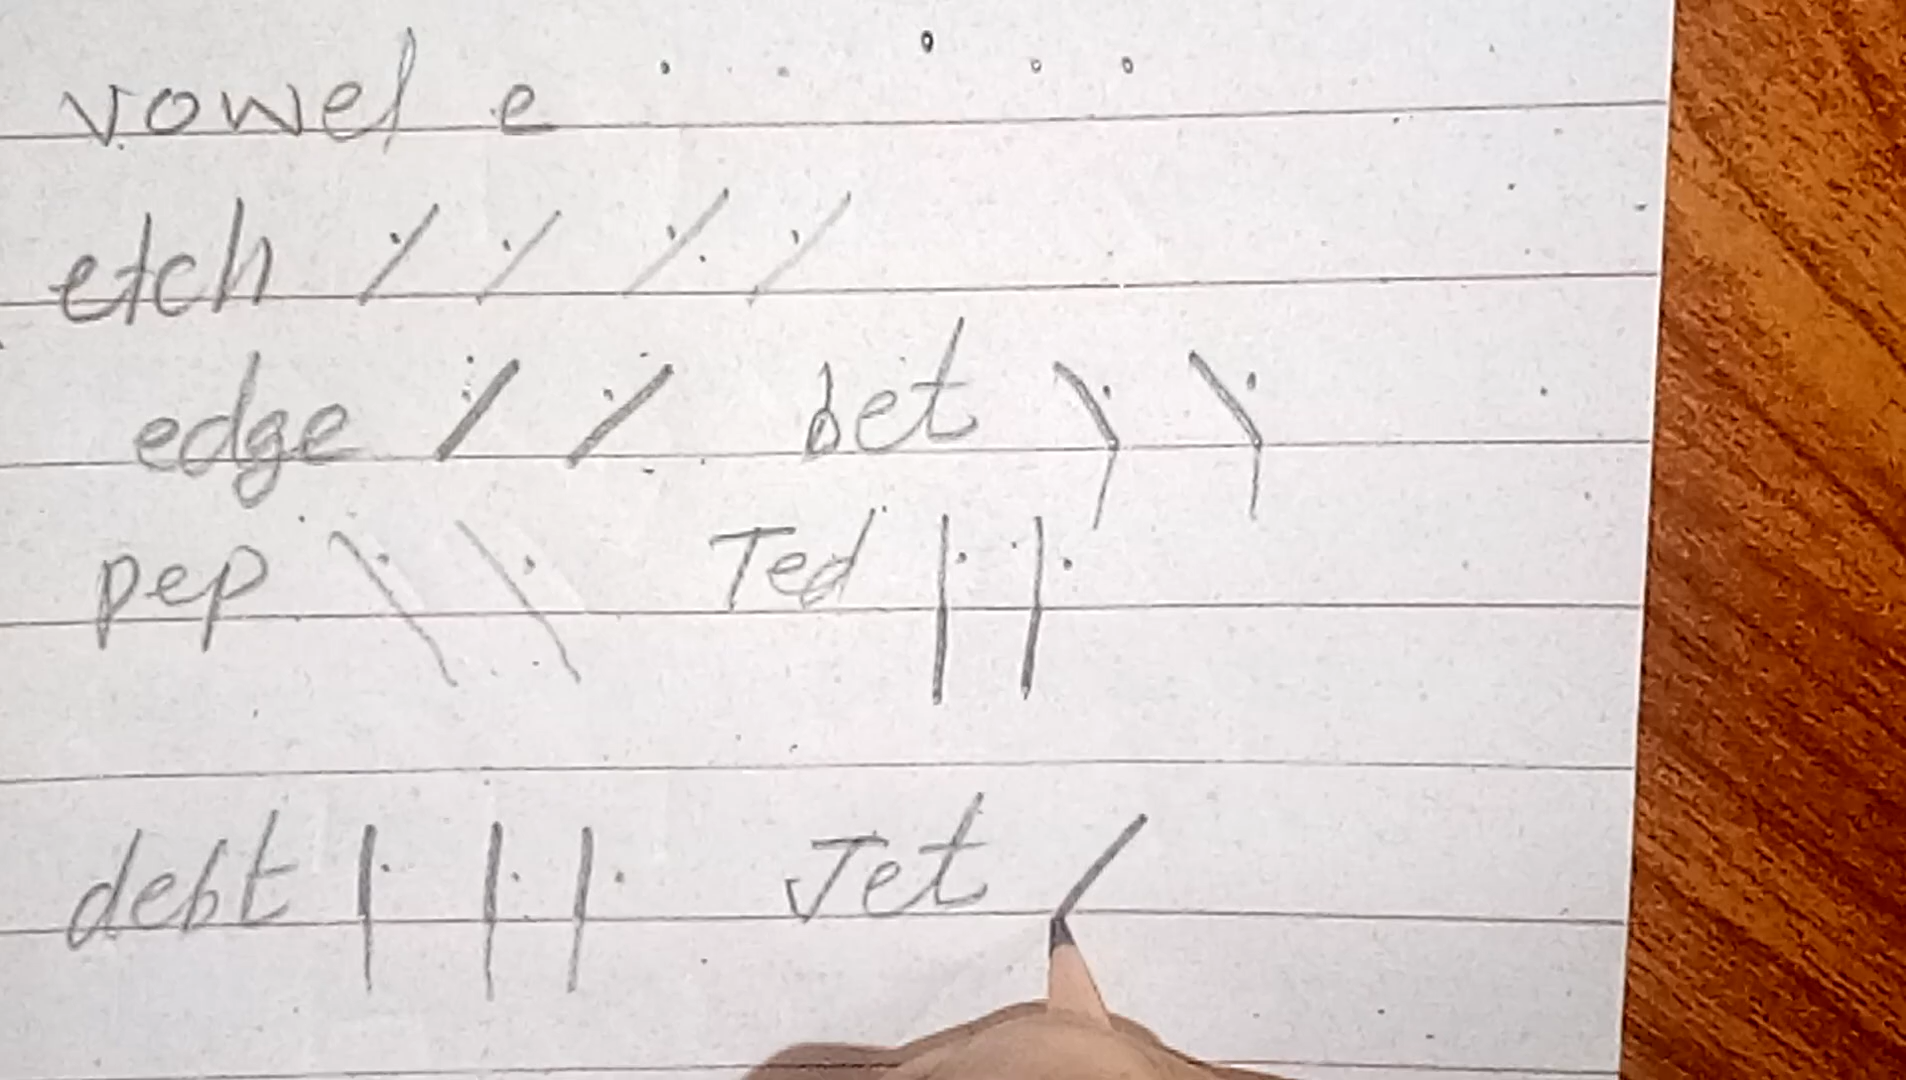 vowel e
etch
edge bet
pep Ted
debt Jet